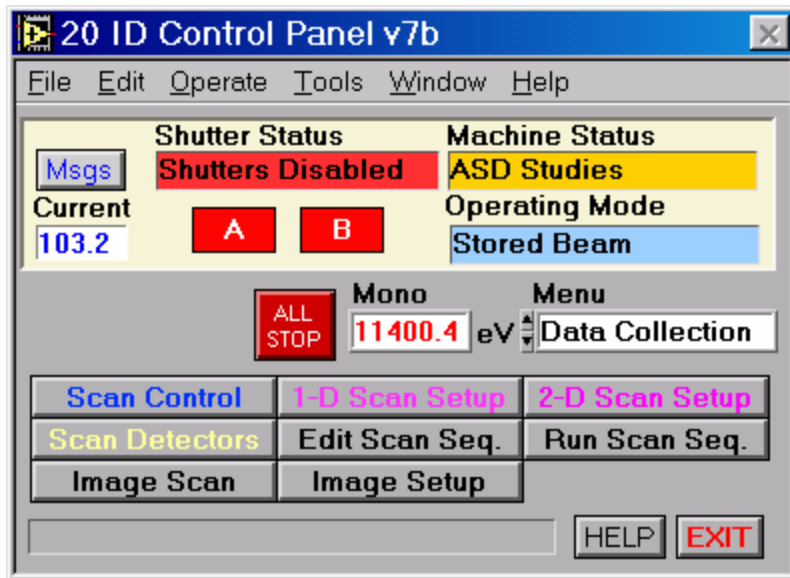 20 ID Control Panel v7b
File Edit Operate Tools Window Help
Shutter Status Machine Status
Msgs Shutters Disabled ASD Studies
Current Operating Mode
103.2 A B Stored Beam
Mono Menu
ALL
STOP 11400.4 eV Data Collection
Scan Control 1-D Scan Setup 2-D Scan Setup
Scan Detectors Edit Scan Seq. Run Scan Seq.
Image Scan Image Setup
HELP EXIT